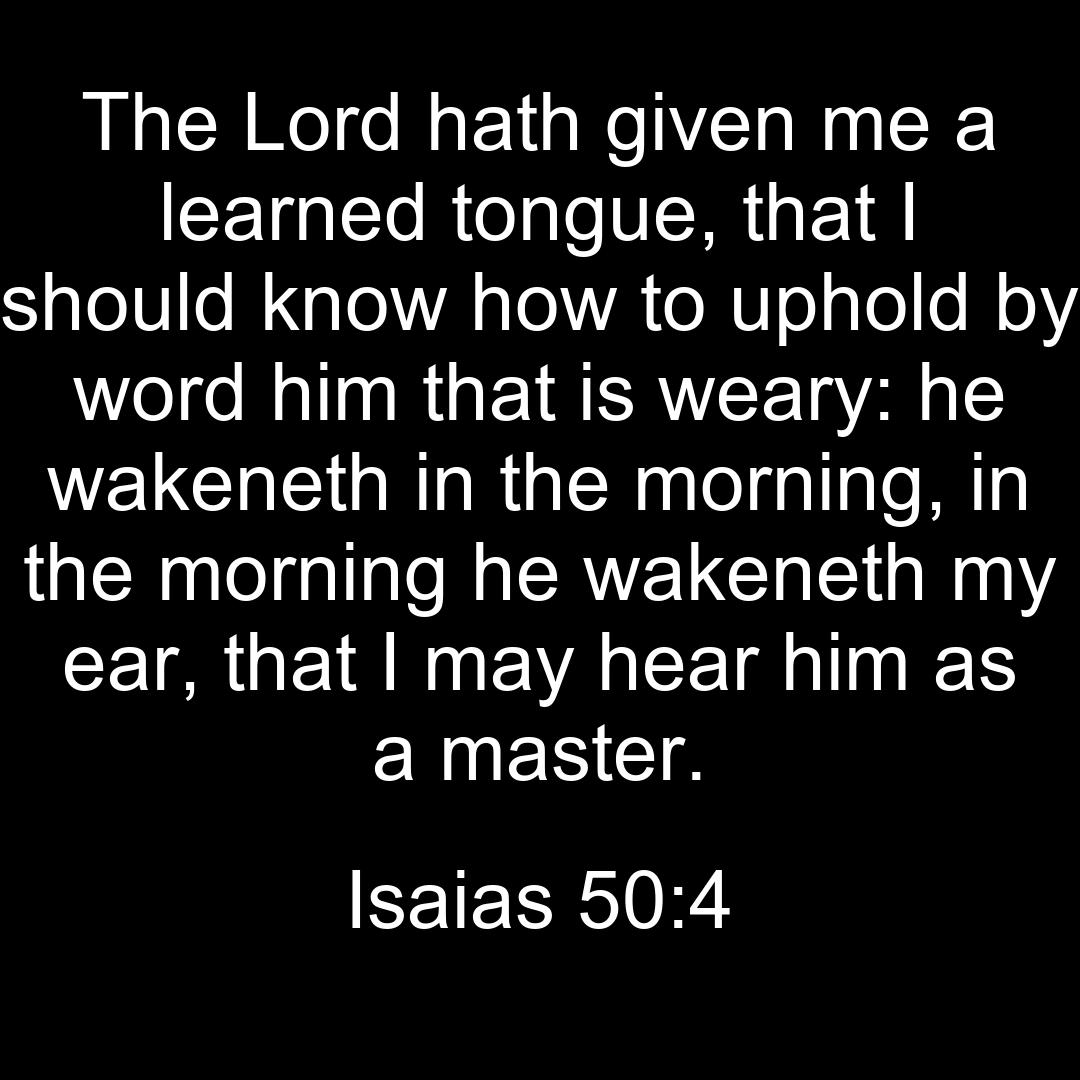 The Lord hath given me a
learned tongue, that I
should know how to uphold by
word him that is weary: he
wakeneth in the morning, in
the morning he wakeneth my
ear, that I may hear him as
a master.
Isaias 50:4